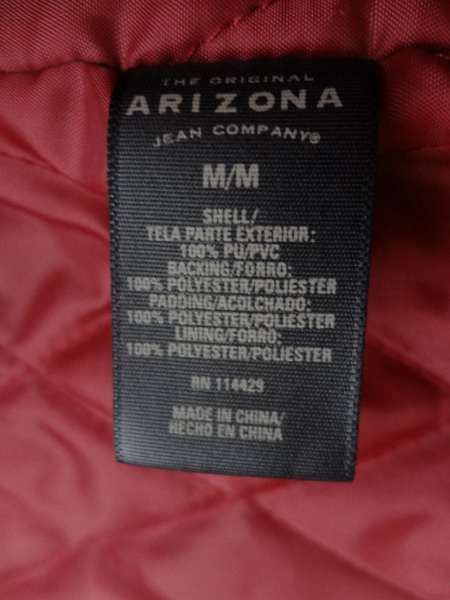 THE ORIGINAL
ARIZONA
JEAN COMPANY®
M/M
SHELL/
TELA PARTE EXTERIOR:
100% PU/PVC
BACKING/FORRO:
100% POLYESTER/POLIESTER
PADDING/ACOLCHADO:
100% POLYESTER/POLIESTER
LINING/FORRO:
100% POLYESTER/POLIESTER
RN 114429
MADE IN CHINA/
HECHO EN CHINA